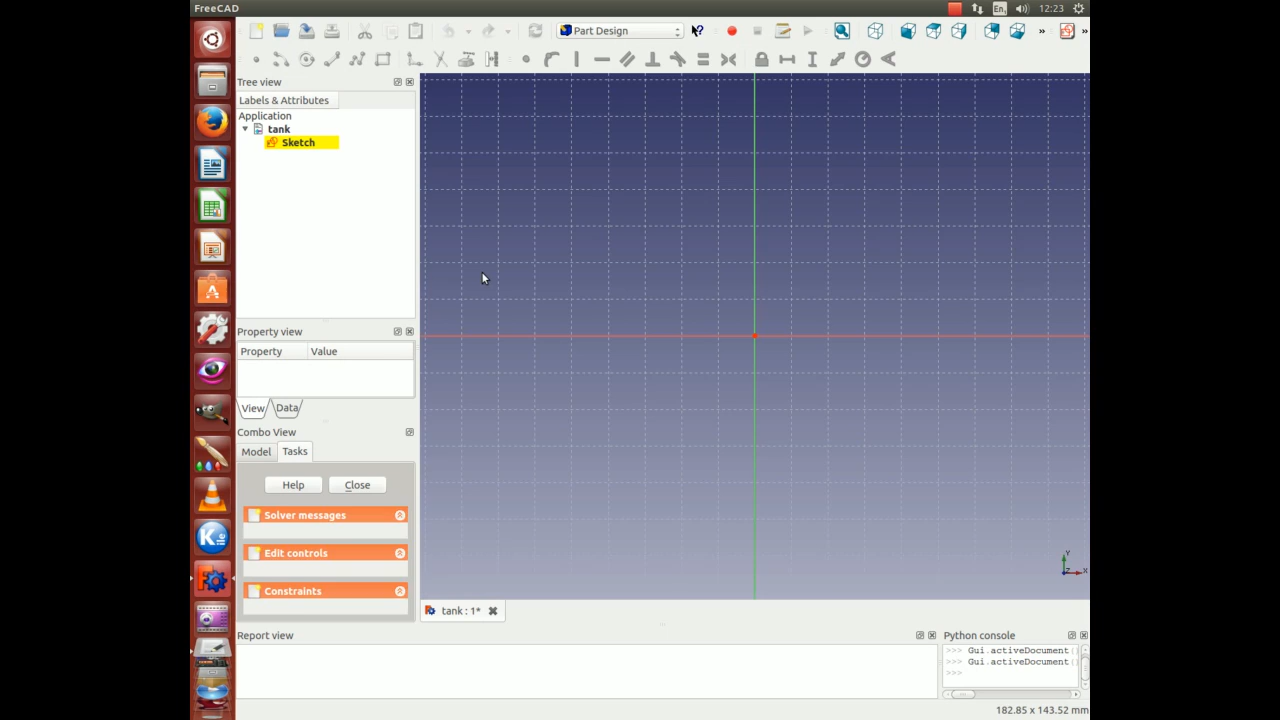 FreeCAD
En
12:23
Part Design
»
»
Tree view
Labels & Attributes
Application
tank
Sketch
Property view
Property Value
View Data
Combo View
Model Tasks
Help Close
Solver messages
Edit controls
Constraints
Y
Z X
tank : 1*
Report view
Python console
>>> Gui.activeDocument(
>>> Gui.activeDocument(
>>>
182.85 x 143.52 mm